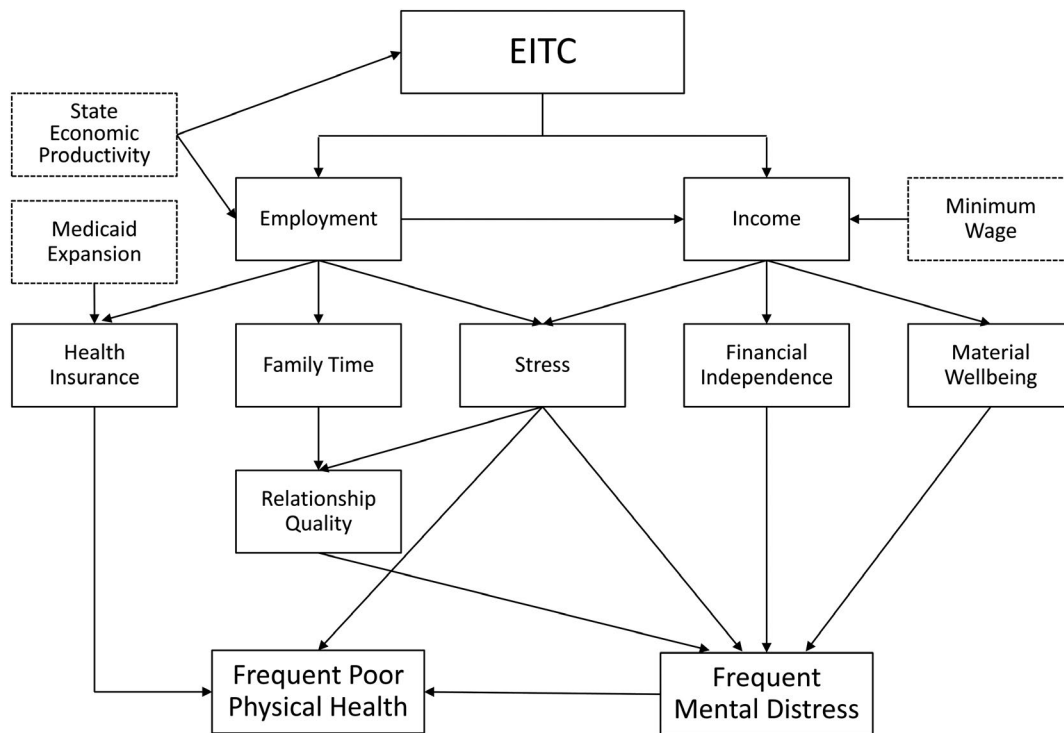 EITC
State
Economic
Productivity
Employment
Income
Minimum
Wage
Medicaid
Expansion
Health
Insurance
Family Time
Stress
Financial
Independence
Material
Wellbeing
Relationship
Quality
Frequent Poor
Physical Health
Frequent
Mental Distress